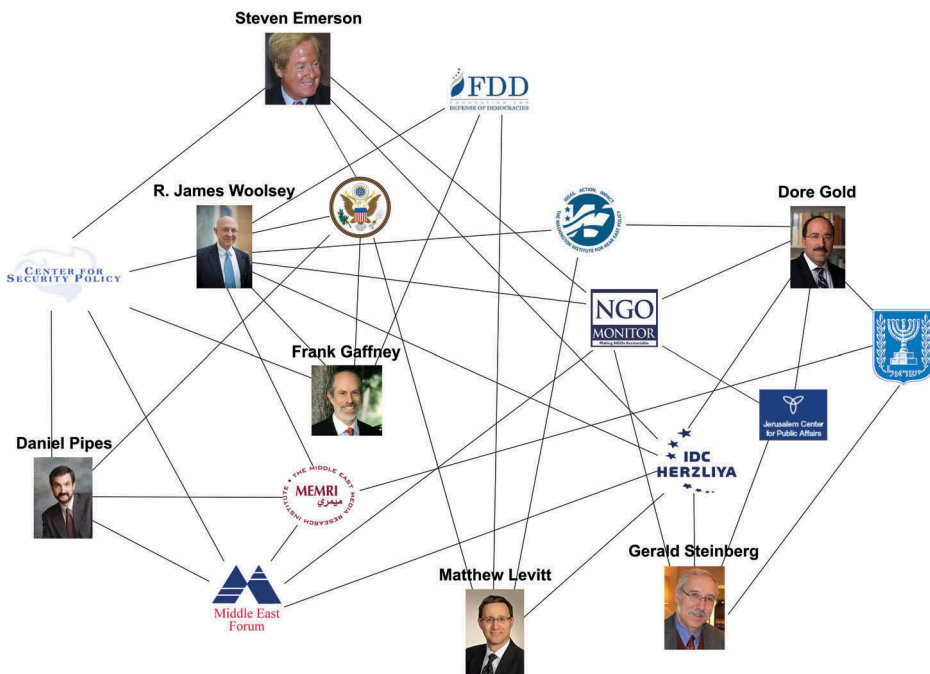 Steven Emerson
FDD
FOUNDATION FOR
DEFENSE OF DEMOCRACIES
R. James Woolsey
IDEAS. ACTION. IMPACT.
THE WASHINGTON INSTITUTE FOR NEAR EAST POLICY
Dore Gold
CENTER FOR
SECURITY POLICY
NGO
MONITOR
Making NGOs Accountable
ישראל
Frank Gaffney
Jerusalem Center
for Public Affairs
Daniel Pipes
IDC
HERZLIYA
THE MIDDLE EAST
MEDIA RESEARCH INSTITUTE
MEMRI
ميمري
Gerald Steinberg
Matthew Levitt
Middle East
Forum